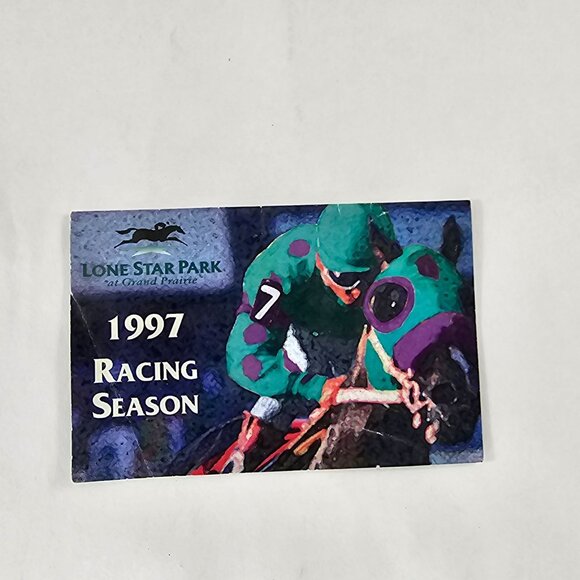 LONE STAR PARK
at Grand Prairie
1997
RACING
SEASON
7